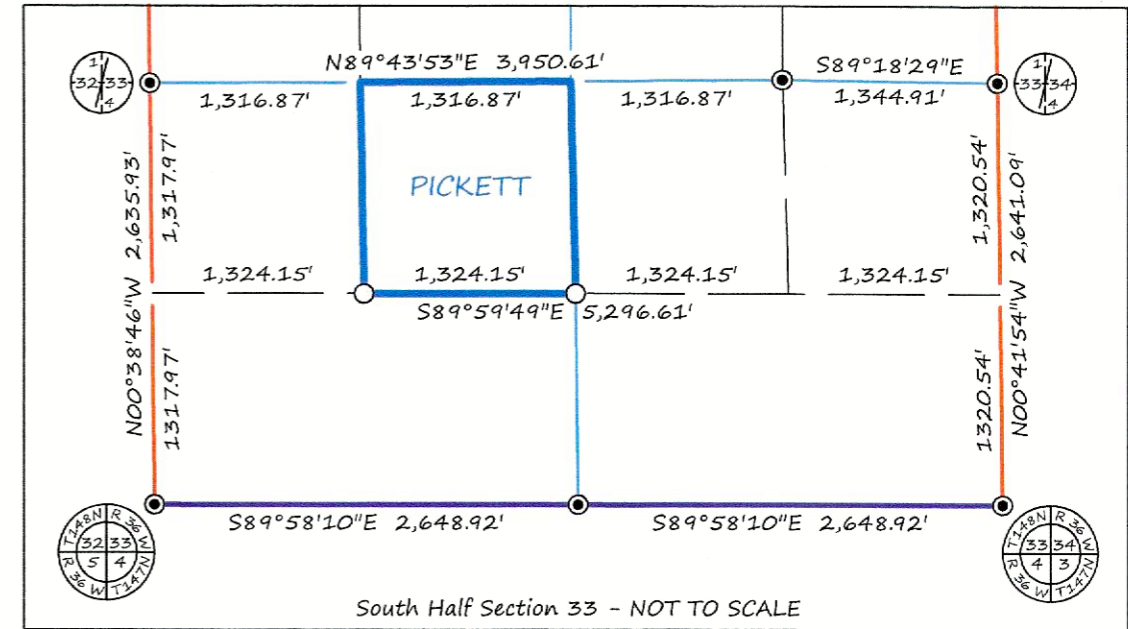 N89°43'53"E 3,950.61'
S89°18'29"E
1
32 33
4
1
33 34
4
1,316.87'
1,316.87'
1,316.87'
1,344.91'
PICKETT
N00°38'46"W 2,635.93'
1,317.97'
1,320.54'
N00°41'54"W 2,641.09'
1,324.15'
1,324.15'
1,324.15'
1,324.15'
S89°59'49"E 5,296.61'
1317.97'
1320.54'
S89°58'10"E 2,648.92'
S89°58'10"E 2,648.92'
T148N R 36 W
32 33
5 4
R 36 W T147N
T148N R 36 W
33 34
4 3
R 36 W T147N
South Half Section 33 - NOT TO SCALE